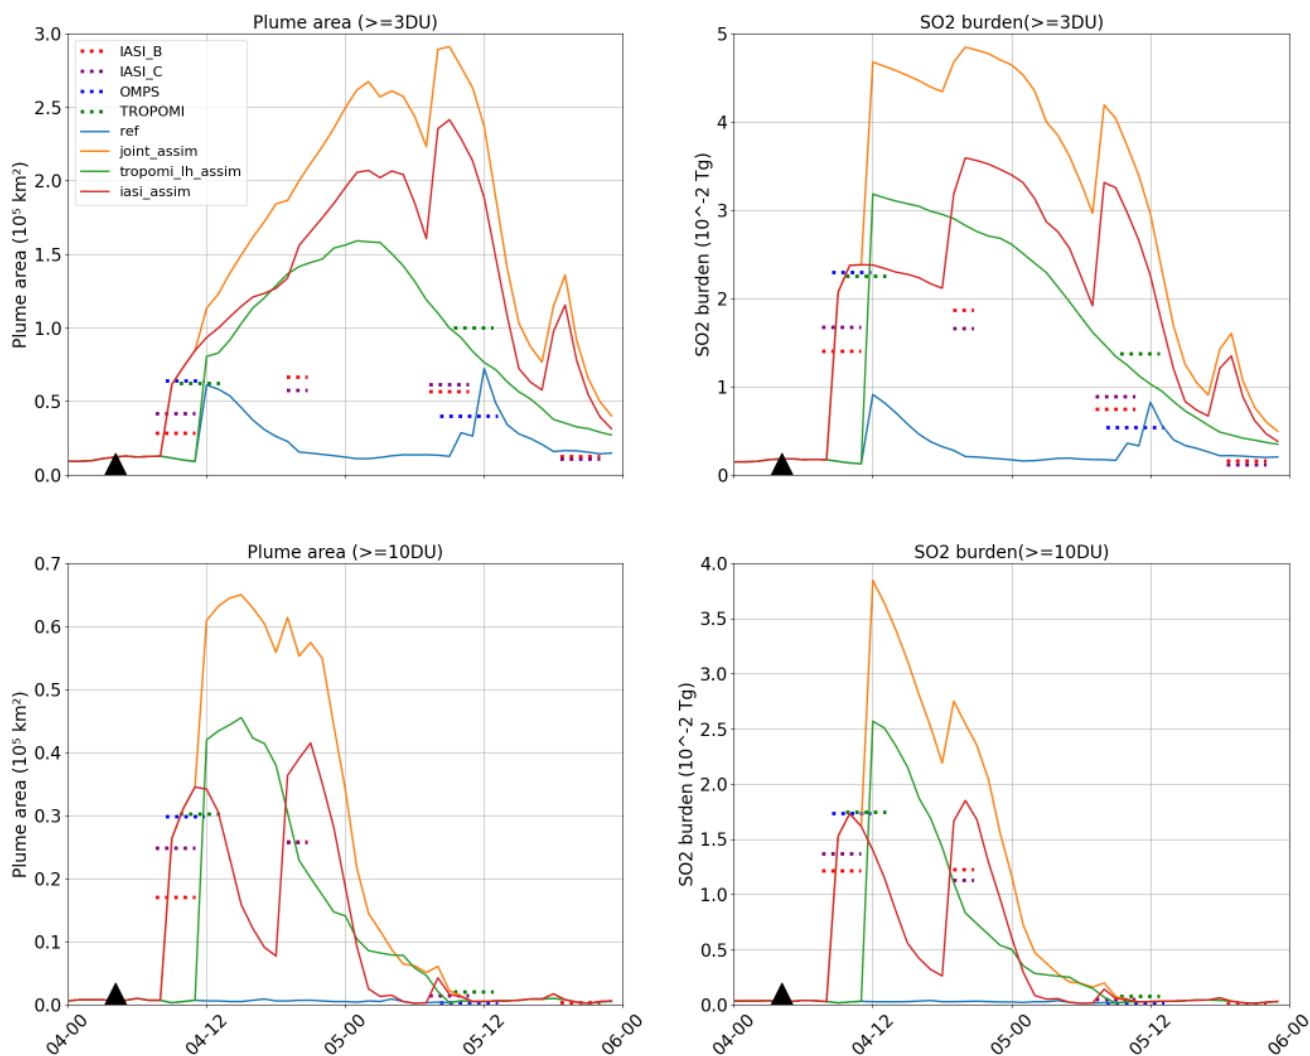 Plume area (>=3DU)
SO2 burden(>=3DU)
3.0
2.5
2.0
1.5
1.0
0.5
0.0
Plume area (10⁵ km²)
IASI_B
IASI_C
OMPS
TROPOMI
ref
joint_assim
tropomi_lh_assim
iasi_assim
5
4
3
2
1
0
SO2 burden (10^-2 Tg)
Plume area (>=10DU)
SO2 burden(>=10DU)
0.7
0.6
0.5
0.4
0.3
0.2
0.1
0.0
Plume area (10⁵ km²)
04-00
04-12
05-00
05-12
06-00
4.0
3.5
3.0
2.5
2.0
1.5
1.0
0.5
0.0
SO2 burden (10^-2 Tg)
04-00
04-12
05-00
05-12
06-00